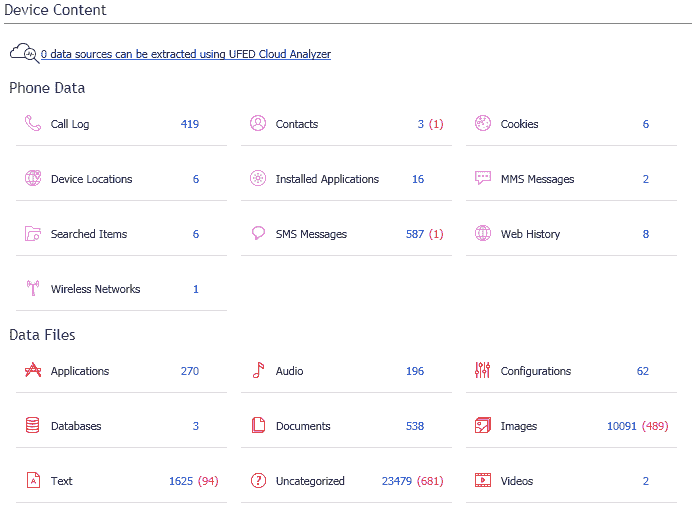 Device Content
0 data sources can be extracted using UFED Cloud Analyzer
Phone Data
Call Log 419 Contacts 3 (1) Cookies 6
Device Locations 6 Installed Applications 16 MMS Messages 2
Searched Items 6 SMS Messages 587 (1) Web History 8
Wireless Networks 1
Data Files
Applications 270 Audio 196 Configurations 62
Databases 3 Documents 538 Images 10091 (489)
A Text 1625 (94) ? Uncategorized 23479 (681) Videos 2